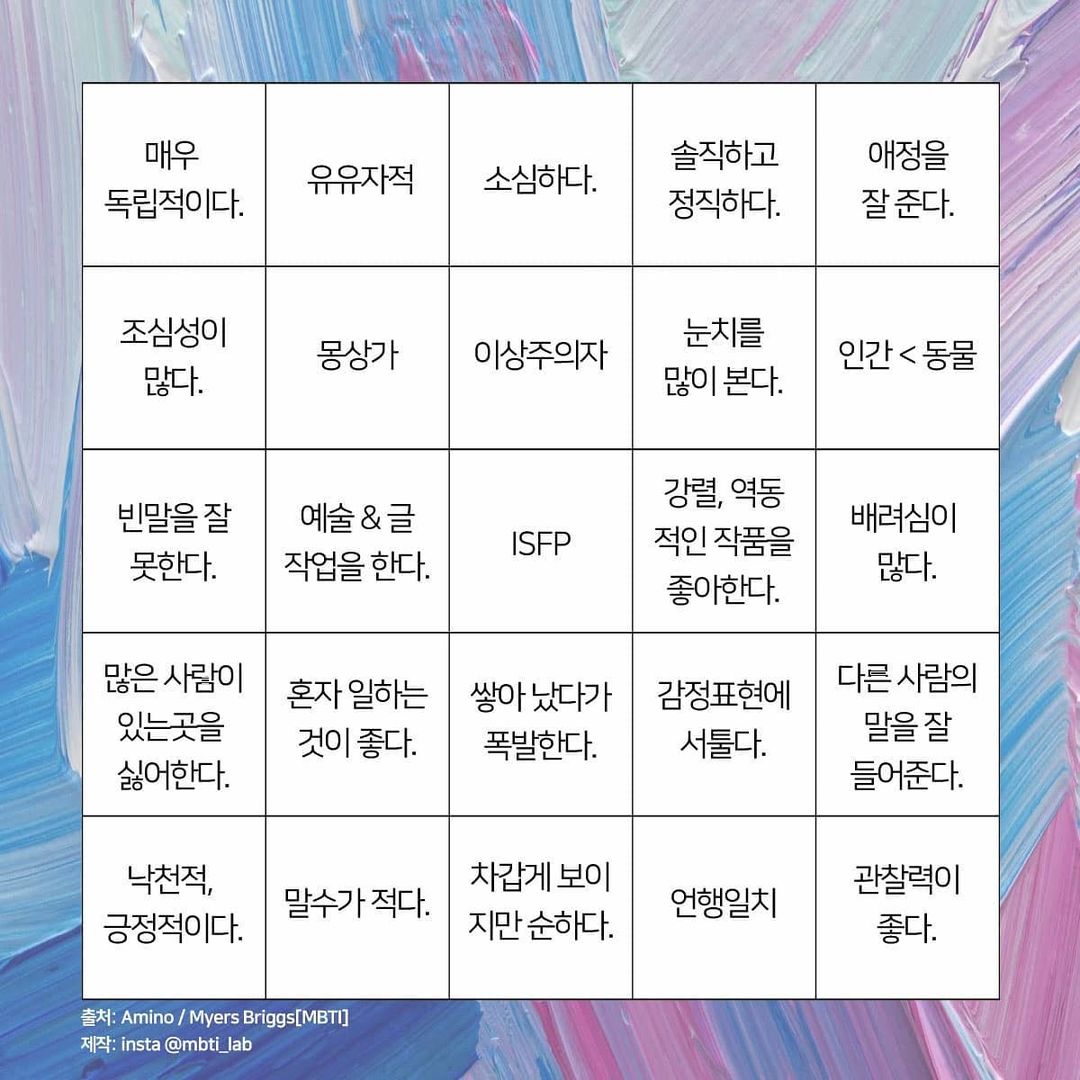 매우
독립적이다.
유유자적
소심하다.
솔직하고
정직하다.
애정을
잘 준다.
조심성이
많다.
몽상가
이상주의자
눈치를
많이 본다.
인간 < 동물
빈말을 잘
못한다.
예술 & 글
작업을 한다.
ISFP
강렬, 역동
적인 작품을
좋아한다.
배려심이
많다.
많은 사람이
있는곳을
싫어한다.
혼자 일하는
것이 좋다.
쌓아 놨다가
폭발한다.
감정표현에
서툴다.
다른 사람의
말을 잘
들어준다.
낙천적,
긍정적이다.
말수가 적다.
차갑게 보이
지만 순하다.
언행일치
관찰력이
좋다.
출처: Amino / Myers Briggs[MBTI]
제작: insta @mbti_lab